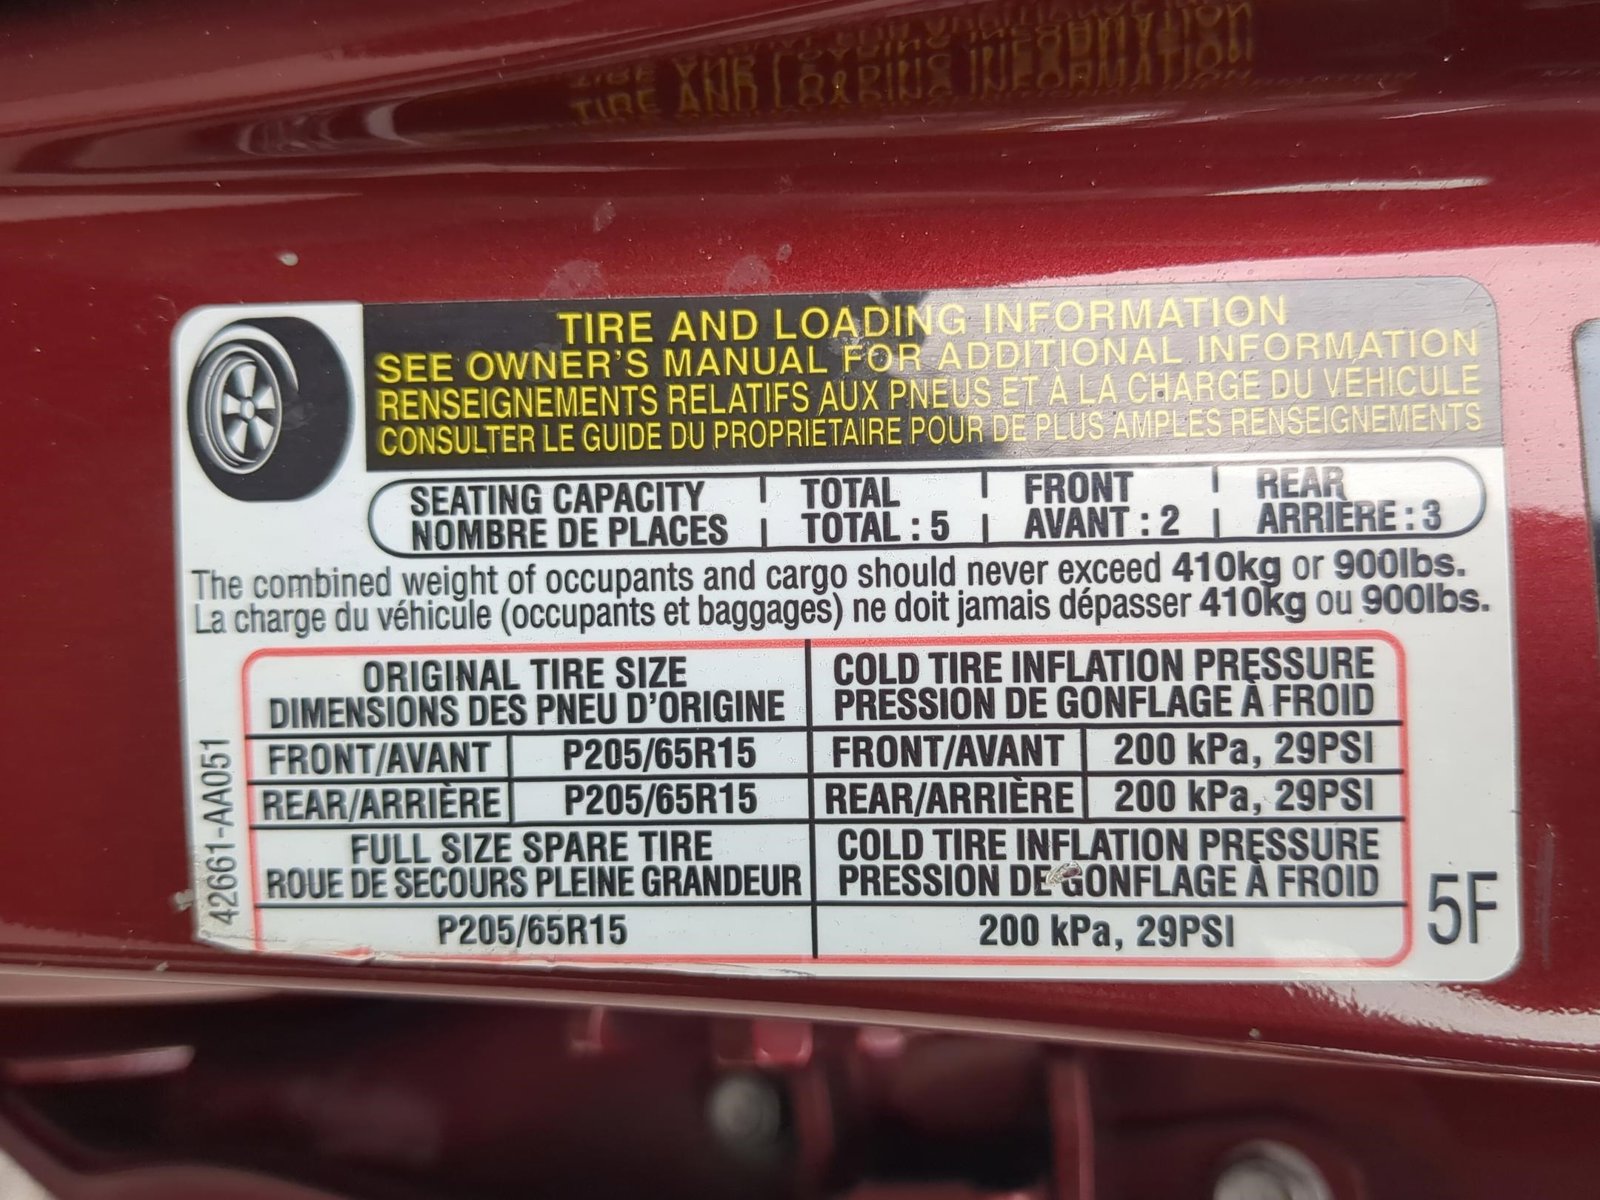 TIRE AND LOADING INFORMATION
SEE OWNER'S MANUAL FOR ADDITIONAL INFORMATION
RENSEIGNEMENTS RELATIFS AUX PNEUS ET À LA CHARGE DU VÉHICULE
CONSULTER LE GUIDE DU PROPRIÉTAIRE POUR DE PLUS AMPLES RENSEIGNEMENTS
SEATING CAPACITY TOTAL FRONT REAR
NOMBRE DE PLACES TOTAL : 5 AVANT : 2 ARRIÈRE : 3
The combined weight of occupants and cargo should never exceed 410kg or 900lbs.
La charge du véhicule (occupants et baggages) ne doit jamais dépasser 410kg ou 900lbs.
ORIGINAL TIRE SIZE COLD TIRE INFLATION PRESSURE
DIMENSIONS DES PNEU D'ORIGINE PRESSION DE GONFLAGE À FROID
FRONT/AVANT P205/65R15 FRONT/AVANT 200 kPa, 29PSI
REAR/ARRIÈRE P205/65R15 REAR/ARRIÈRE 200 kPa, 29PSI
FULL SIZE SPARE TIRE COLD TIRE INFLATION PRESSURE
ROUE DE SECOURS PLEINE GRANDEUR PRESSION DE GONFLAGE À FROID
P205/65R15 200 kPa, 29PSI
42661-AA051
5F